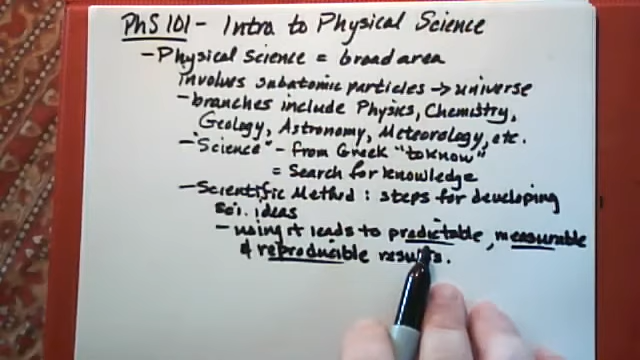 PhS 101 - Intro to Physical Science
- Physical Science = broad area
involves subatomic particles → universe
- branches include Physics, Chemistry,
Geology, Astronomy, Meteorology, etc.
- "Science" - from Greek "to know"
= Search for knowledge
- Scientific Method : steps for developing
sci. ideas
- using it leads to predictable, measurable
& reproducible results.